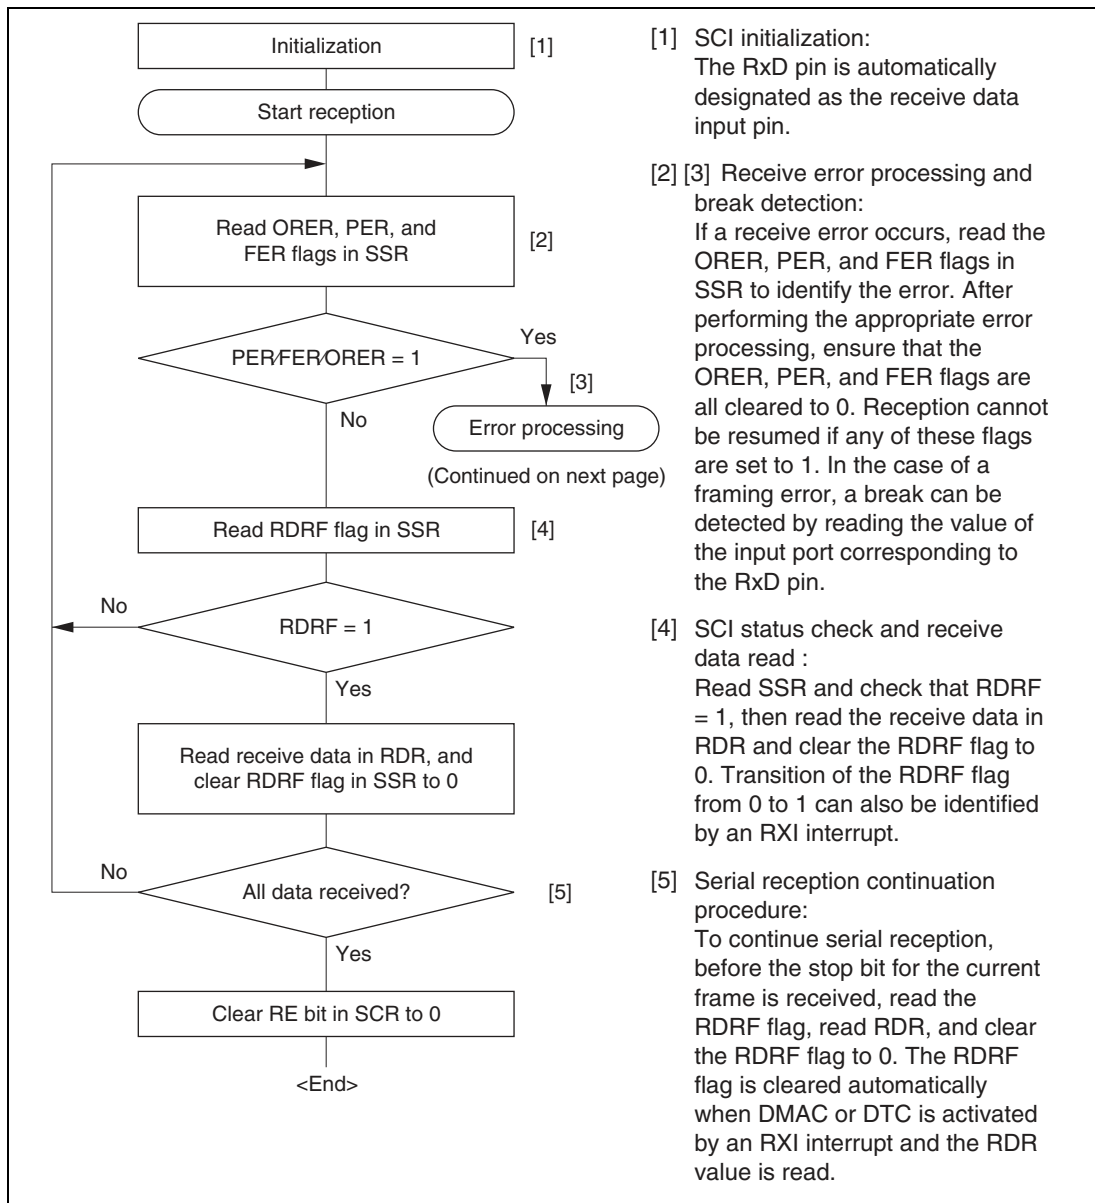 Initialization
[1]
Start reception
Read ORER, PER, and
FER flags in SSR
[2]
PER∕FER∕ORER = 1
Yes
[3]
No
Error processing
(Continued on next page)
Read RDRF flag in SSR
[4]
No
RDRF = 1
Yes
Read receive data in RDR, and
clear RDRF flag in SSR to 0
No
All data received?
[5]
Yes
Clear RE bit in SCR to 0
<End>
[1] SCI initialization:
The RxD pin is automatically
designated as the receive data
input pin.
[2] [3] Receive error processing and
break detection:
If a receive error occurs, read the
ORER, PER, and FER flags in
SSR to identify the error. After
performing the appropriate error
processing, ensure that the
ORER, PER, and FER flags are
all cleared to 0. Reception cannot
be resumed if any of these flags
are set to 1. In the case of a
framing error, a break can be
detected by reading the value of
the input port corresponding to
the RxD pin.
[4] SCI status check and receive
data read :
Read SSR and check that RDRF
= 1, then read the receive data in
RDR and clear the RDRF flag to
0. Transition of the RDRF flag
from 0 to 1 can also be identified
by an RXI interrupt.
[5] Serial reception continuation
procedure:
To continue serial reception,
before the stop bit for the current
frame is received, read the
RDRF flag, read RDR, and clear
the RDRF flag to 0. The RDRF
flag is cleared automatically
when DMAC or DTC is activated
by an RXI interrupt and the RDR
value is read.